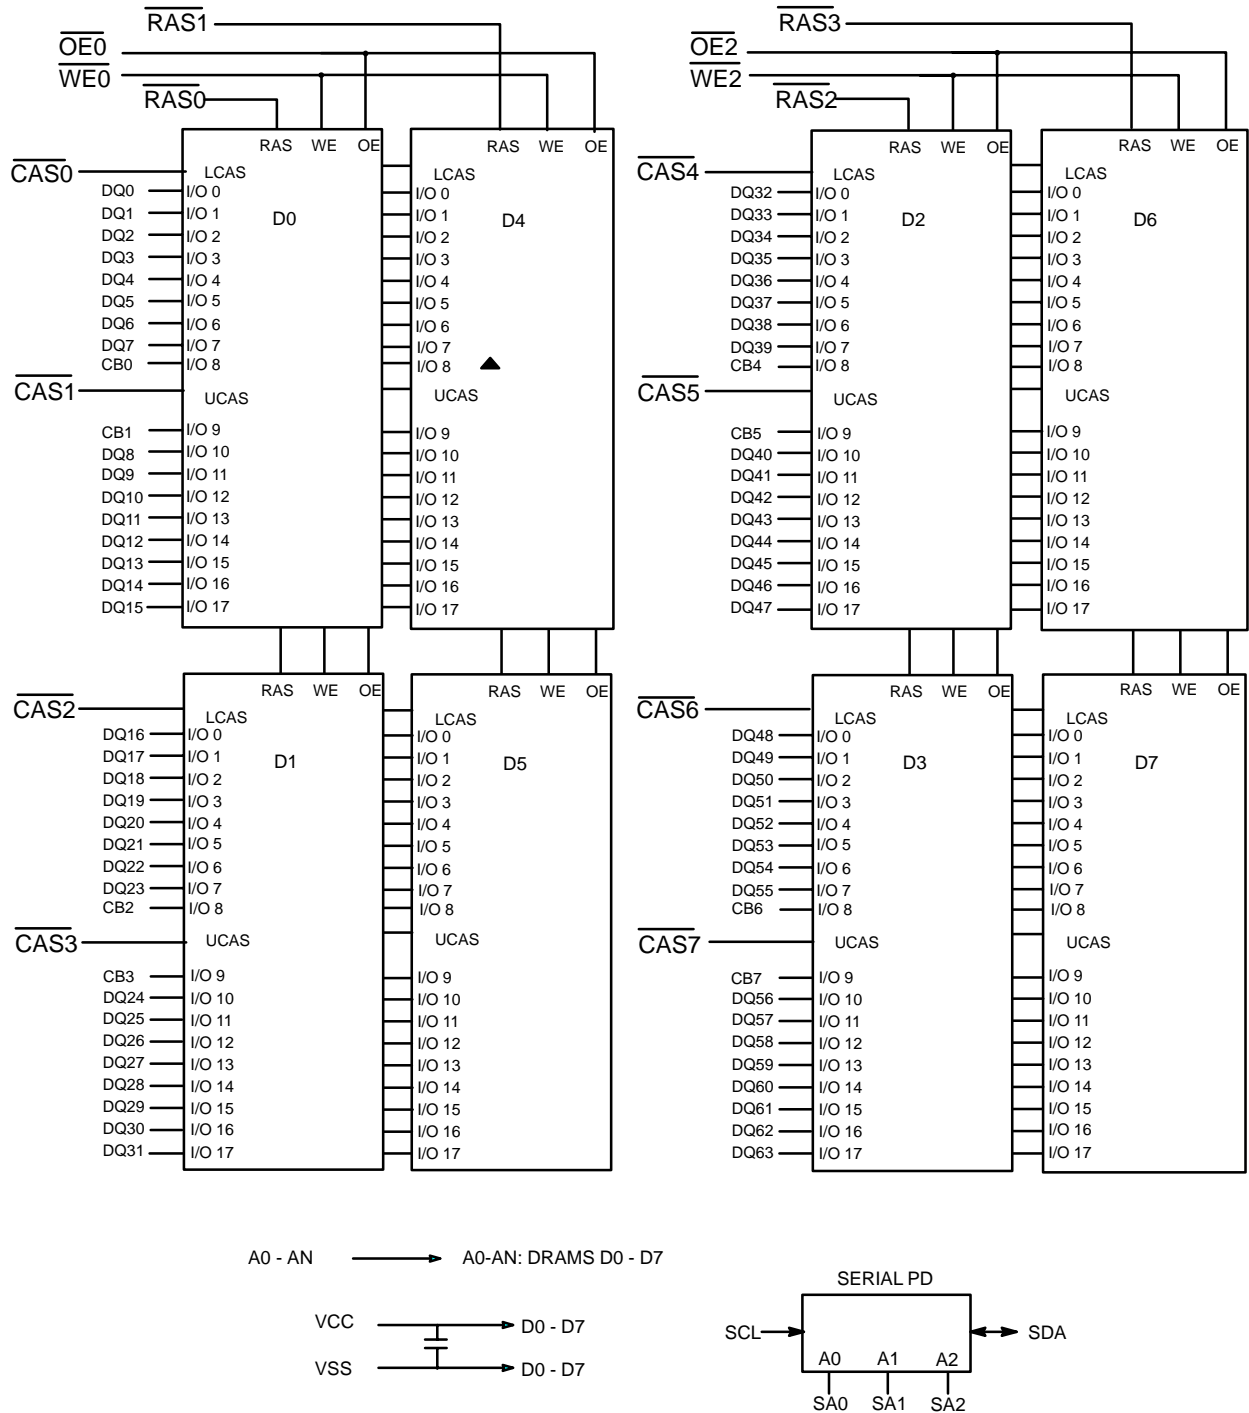 RAS1
OE0
WE0
RAS0
RAS3
OE2
WE2
RAS2
RAS WE OE
CAS0
LCAS
D0
DQ0 I/O 0
DQ1 I/O 1
DQ2 I/O 2
DQ3 I/O 3
DQ4 I/O 4
DQ5 I/O 5
DQ6 I/O 6
DQ7 I/O 7
CB0 I/O 8
CAS1
UCAS
CB1 I/O 9
DQ8 I/O 10
DQ9 I/O 11
DQ10 I/O 12
DQ11 I/O 13
DQ12 I/O 14
DQ13 I/O 15
DQ14 I/O 16
DQ15 I/O 17
RAS WE OE
LCAS
D4
I/O 0
I/O 1
I/O 2
I/O 3
I/O 4
I/O 5
I/O 6
I/O 7
I/O 8
UCAS
I/O 9
I/O 10
I/O 11
I/O 12
I/O 13
I/O 14
I/O 15
I/O 16
I/O 17
RAS WE OE
CAS4
LCAS
D2
DQ32 I/O 0
DQ33 I/O 1
DQ34 I/O 2
DQ35 I/O 3
DQ36 I/O 4
DQ37 I/O 5
DQ38 I/O 6
DQ39 I/O 7
CB4 I/O 8
CAS5
UCAS
CB5 I/O 9
DQ40 I/O 10
DQ41 I/O 11
DQ42 I/O 12
DQ43 I/O 13
DQ44 I/O 14
DQ45 I/O 15
DQ46 I/O 16
DQ47 I/O 17
RAS WE OE
LCAS
D6
I/O 0
I/O 1
I/O 2
I/O 3
I/O 4
I/O 5
I/O 6
I/O 7
I/O 8
UCAS
I/O 9
I/O 10
I/O 11
I/O 12
I/O 13
I/O 14
I/O 15
I/O 16
I/O 17
RAS WE OE
CAS2
LCAS
D1
DQ16 I/O 0
DQ17 I/O 1
DQ18 I/O 2
DQ19 I/O 3
DQ20 I/O 4
DQ21 I/O 5
DQ22 I/O 6
DQ23 I/O 7
CB2 I/O 8
CAS3
UCAS
CB3 I/O 9
DQ24 I/O 10
DQ25 I/O 11
DQ26 I/O 12
DQ27 I/O 13
DQ28 I/O 14
DQ29 I/O 15
DQ30 I/O 16
DQ31 I/O 17
RAS WE OE
LCAS
D5
I/O 0
I/O 1
I/O 2
I/O 3
I/O 4
I/O 5
I/O 6
I/O 7
I/O 8
UCAS
I/O 9
I/O 10
I/O 11
I/O 12
I/O 13
I/O 14
I/O 15
I/O 16
I/O 17
RAS WE OE
CAS6
LCAS
D3
DQ48 I/O 0
DQ49 I/O 1
DQ50 I/O 2
DQ51 I/O 3
DQ52 I/O 4
DQ53 I/O 5
DQ54 I/O 6
DQ55 I/O 7
CB6 I/O 8
CAS7
UCAS
CB7 I/O 9
DQ56 I/O 10
DQ57 I/O 11
DQ58 I/O 12
DQ59 I/O 13
DQ60 I/O 14
DQ61 I/O 15
DQ62 I/O 16
DQ63 I/O 17
RAS WE OE
LCAS
D7
I/O 0
I/O 1
I/O 2
I/O 3
I/O 4
I/O 5
I/O 6
I/O 7
I/O 8
UCAS
I/O 9
I/O 10
I/O 11
I/O 12
I/O 13
I/O 14
I/O 15
I/O 16
I/O 17
A0 - AN A0-AN: DRAMS D0 - D7
VCC D0 - D7
VSS D0 - D7
SERIAL PD
SCL SDA
A0 A1 A2
SA0 SA1 SA2